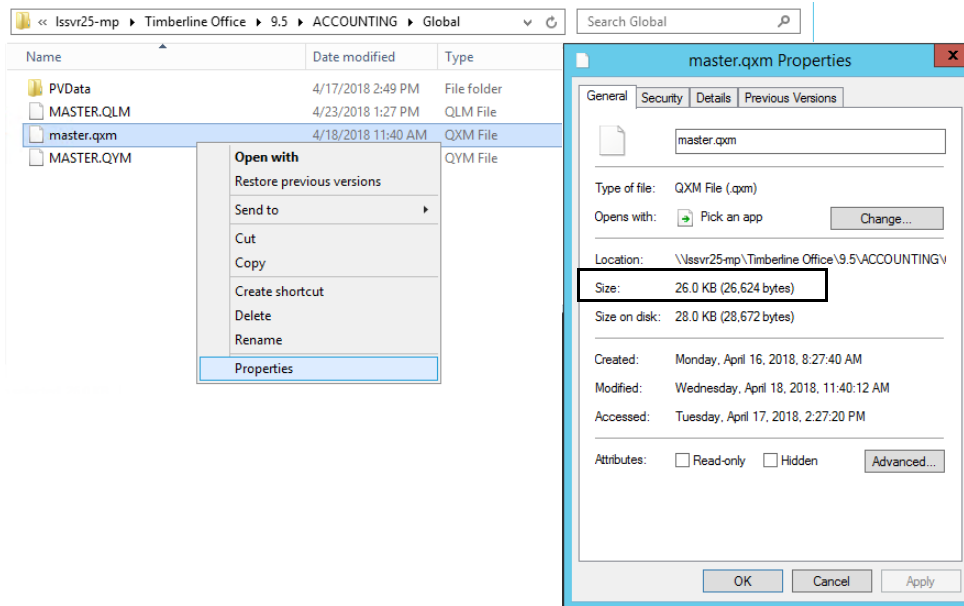 « lssvr25-mp ▸ Timberline Office ▸ 9.5 ▸ ACCOUNTING ▸ Global
Search Global
Name Date modified Type
PVData 4/17/2018 2:49 PM File folder
MASTER.QLM 4/23/2018 1:27 PM QLM File
master.qxm 4/18/2018 11:40 AM QXM File
MASTER.QYM QYM File
Open with
Restore previous versions
Send to
Cut
Copy
Create shortcut
Delete
Rename
Properties
master.qxm Properties
x
General Security Details Previous Versions
master.qxm
Type of file: QXM File (.qxm)
Opens with: Pick an app Change...
Location: \\lssvr25-mp\Timberline Office\9.5\ACCOUNTING\
Size: 26.0 KB (26,624 bytes)
Size on disk: 28.0 KB (28,672 bytes)
Created: Monday, April 16, 2018, 8:27:40 AM
Modified: Wednesday, April 18, 2018, 11:40:12 AM
Accessed: Tuesday, April 17, 2018, 2:27:20 PM
Attributes: Read-only Hidden Advanced...
OK Cancel Apply